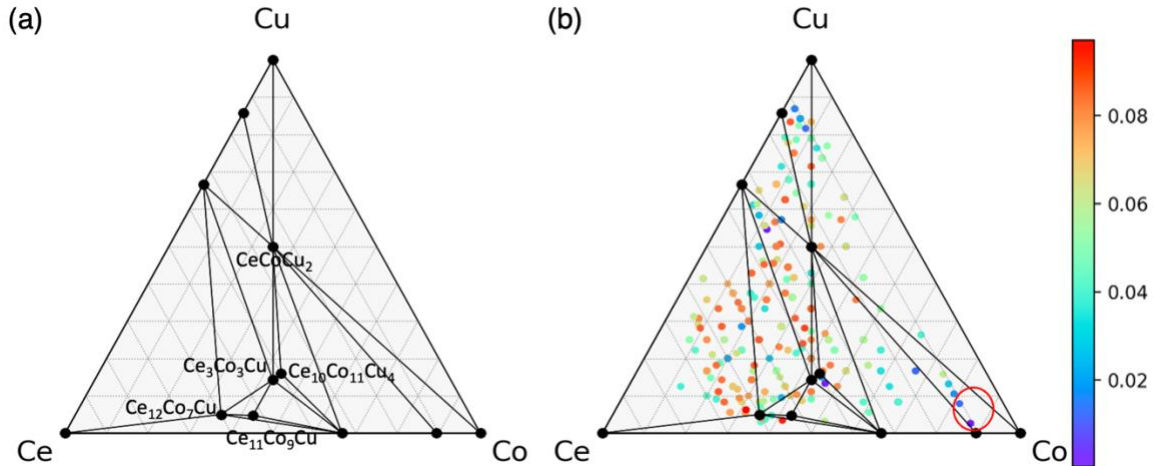 (a)
Cu
CeCoCu₂
Ce₃Co₃Cu
Ce₁₀Co₁₁Cu₄
Ce₁₂Co₇Cu
Ce₁₁Co₉Cu
Ce
Co
(b)
Cu
Ce
Co
0.08
0.06
0.04
0.02